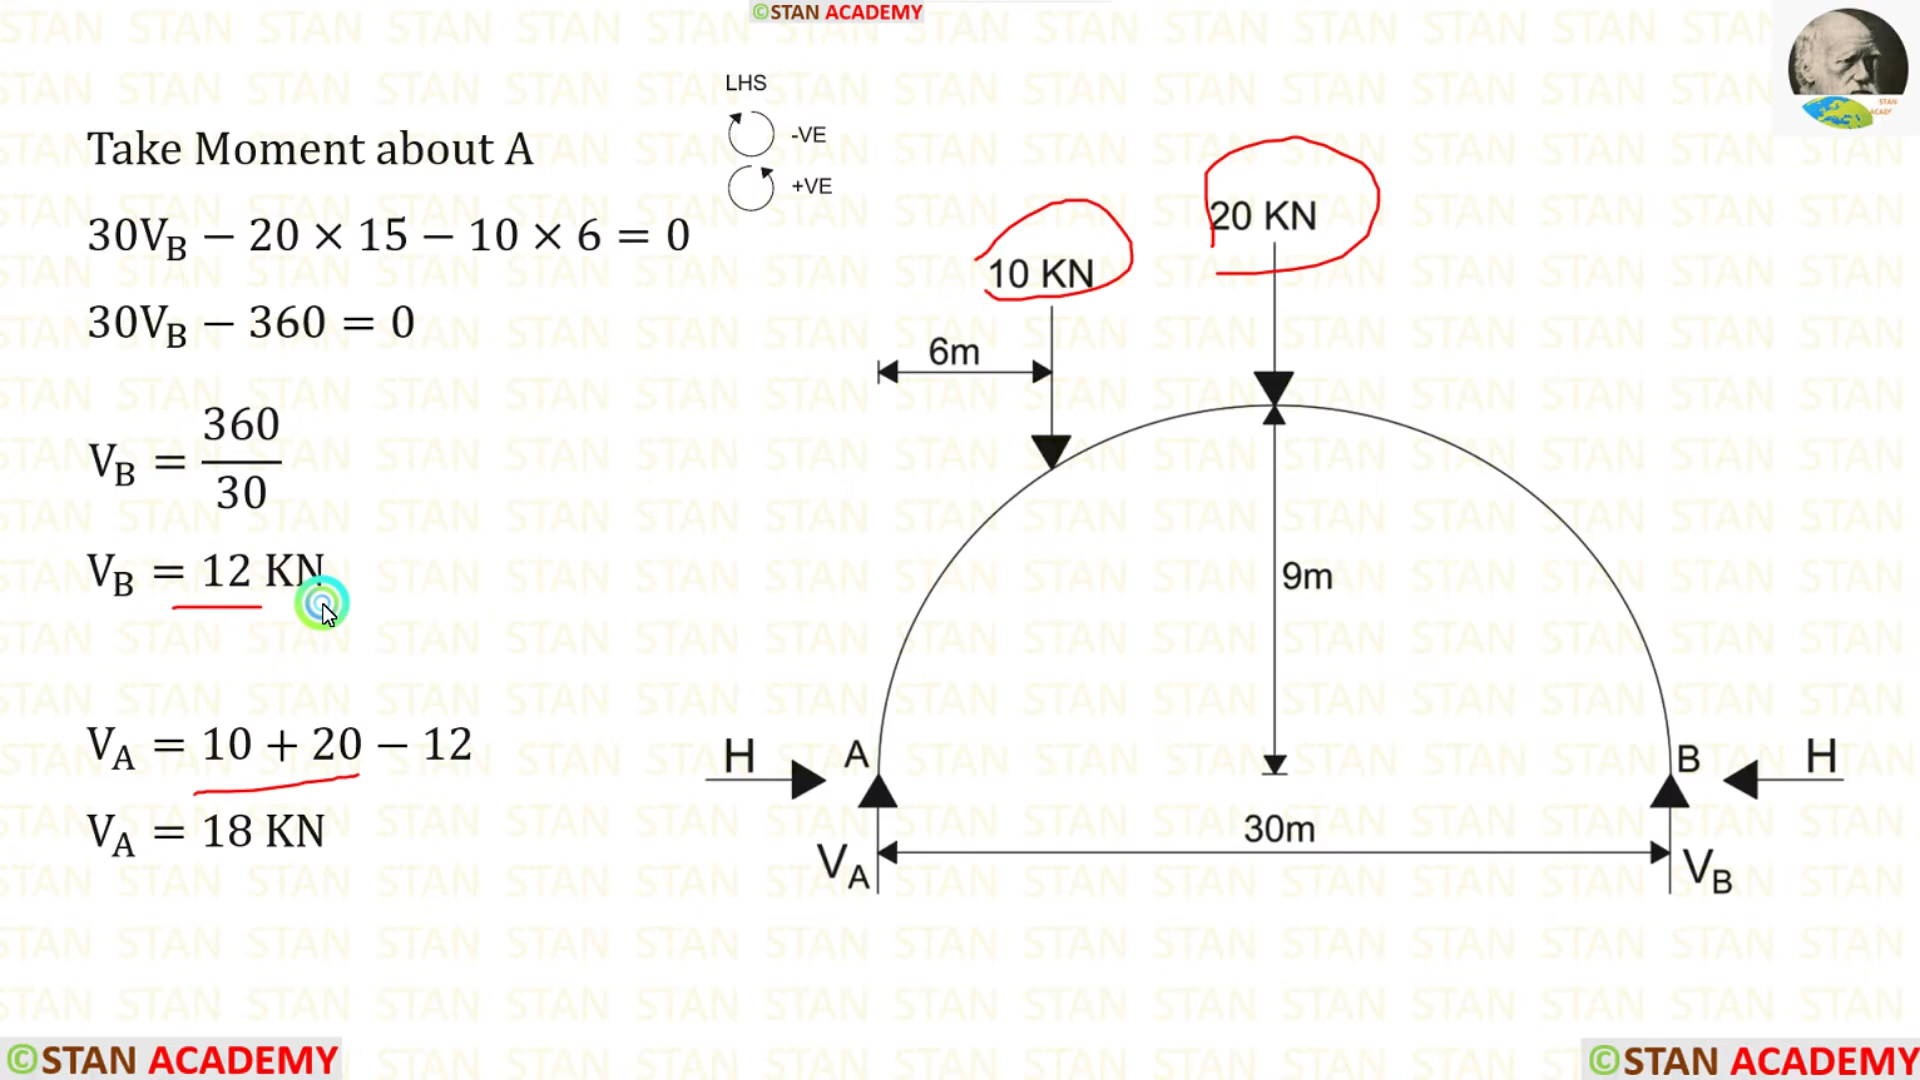 ©STAN ACADEMY
LHS
-VE
+VE
Take Moment about A
30V_B − 20 × 15 − 10 × 6 = 0
30V_B − 360 = 0
V_B = 360/30
V_B = 12 KN
V_A = 10 + 20 − 12
V_A = 18 KN
20 KN
10 KN
6m
9m
H A B H
30m
V_A V_B
STAN
ACADEMY
©STAN ACADEMY ©STAN ACADEMY